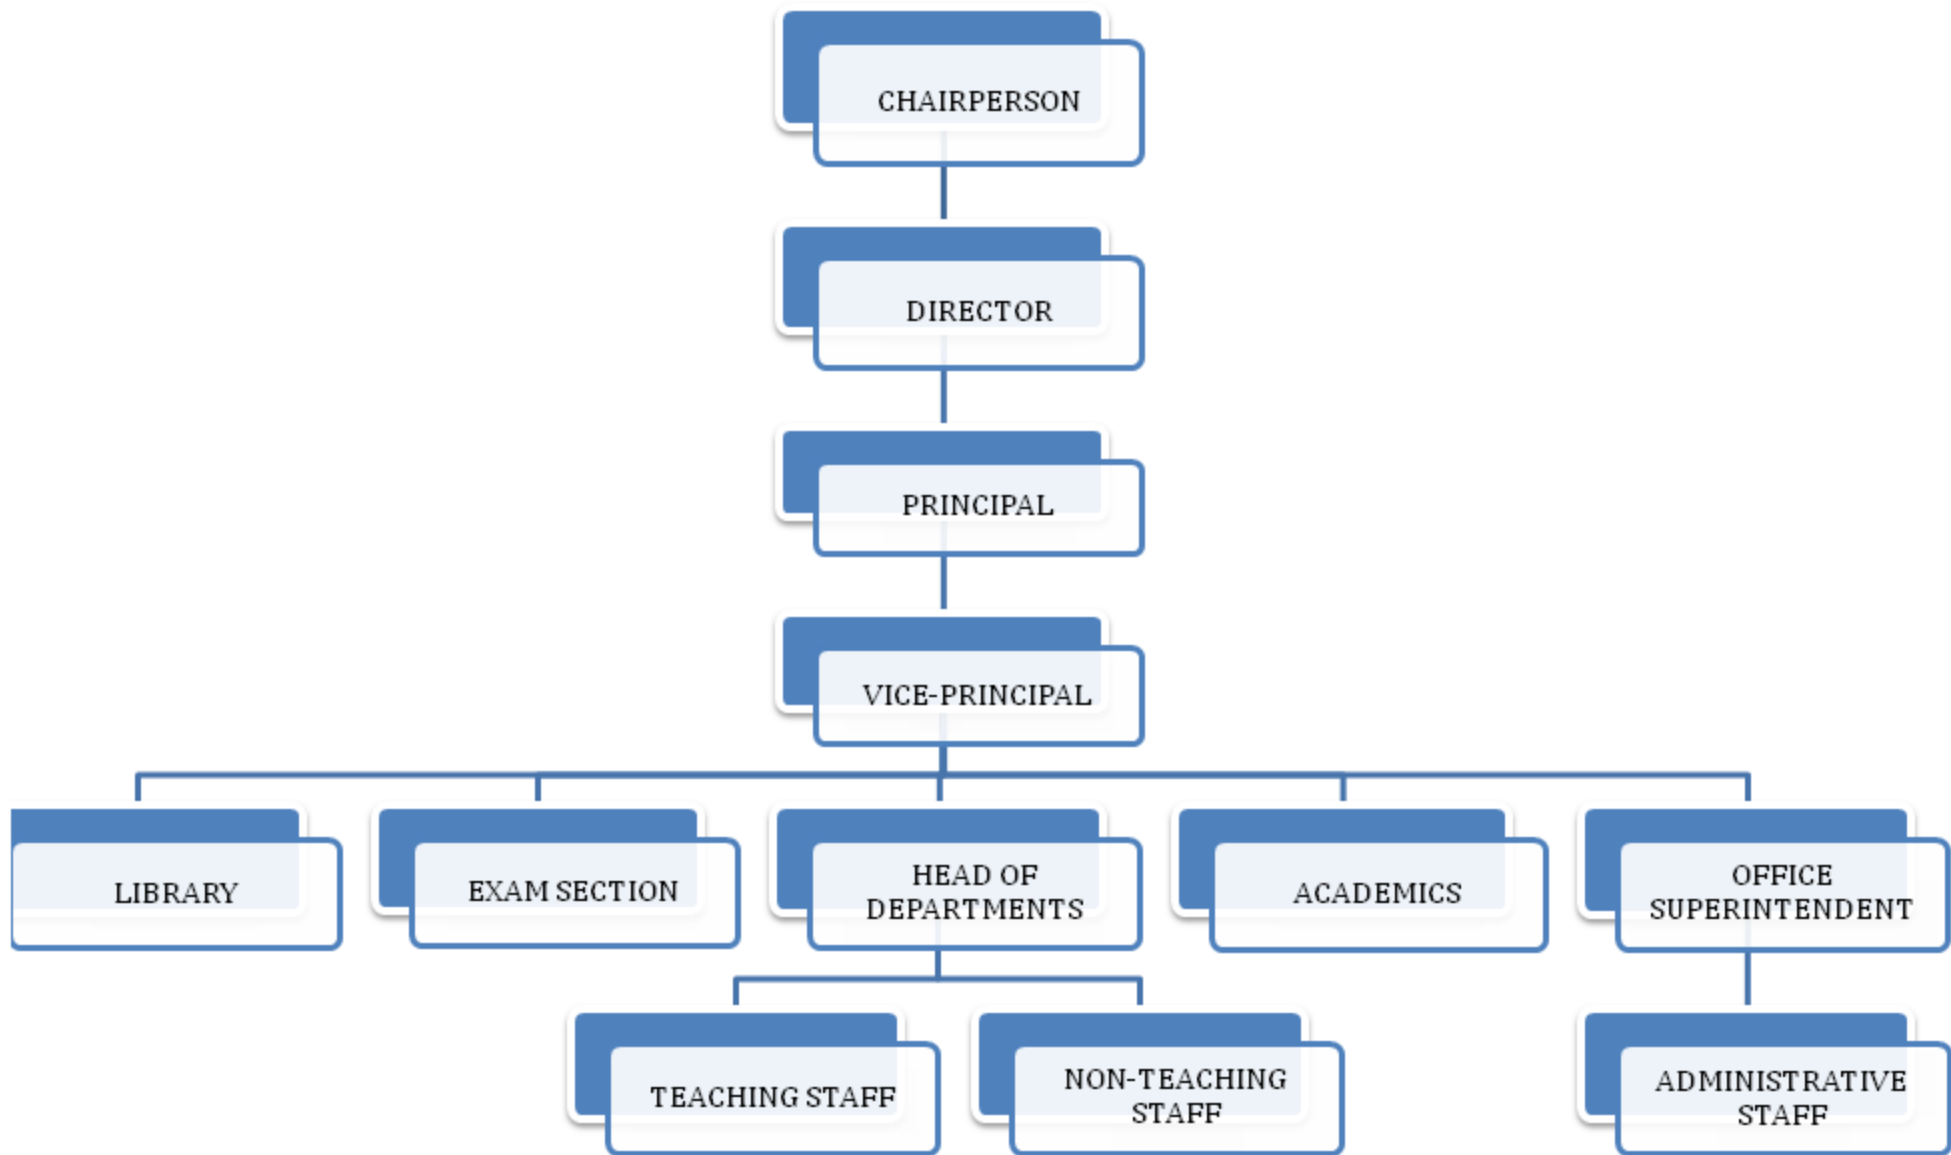 CHAIRPERSON
DIRECTOR
PRINCIPAL
VICE-PRINCIPAL
LIBRARY
EXAM SECTION
HEAD OF
DEPARTMENTS
ACADEMICS
OFFICE
SUPERINTENDENT
TEACHING STAFF
NON-TEACHING
STAFF
ADMINISTRATIVE
STAFF